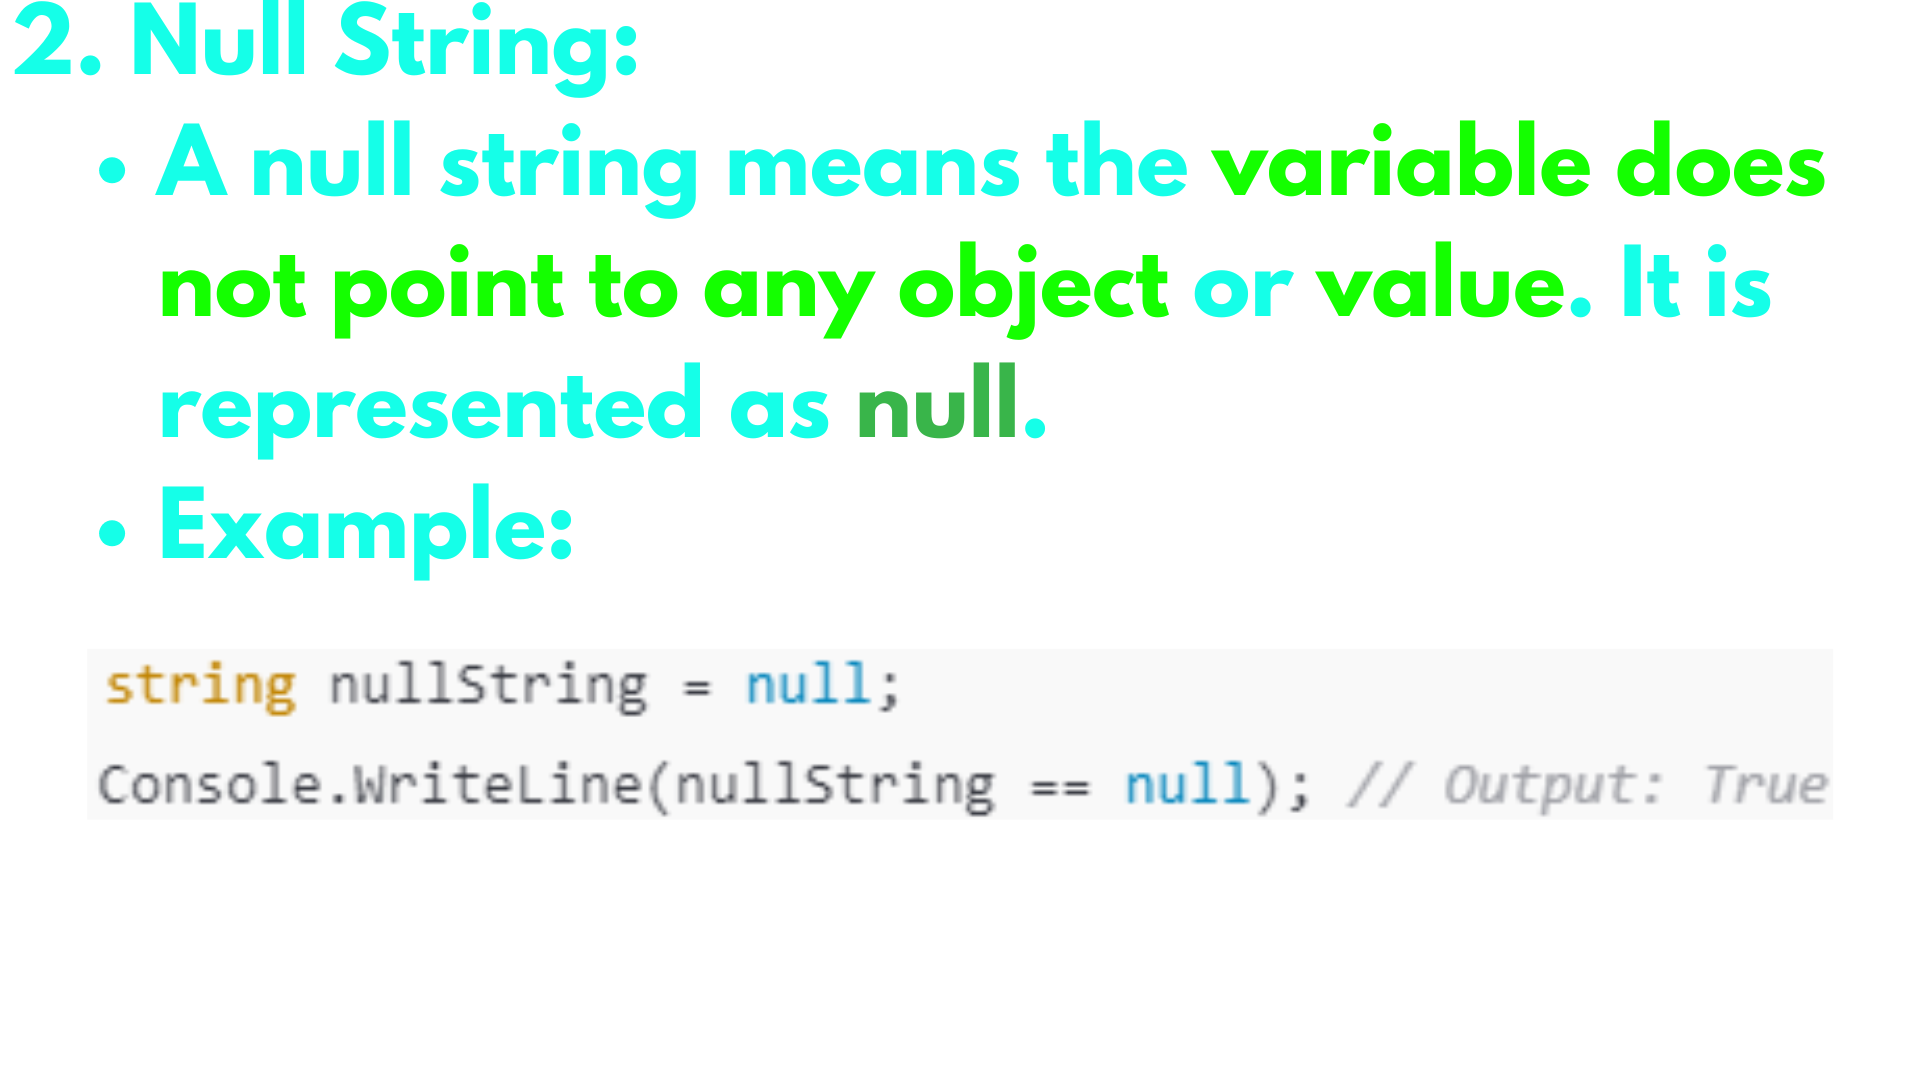 2. Null String:
• A null string means the variable does
not point to any object or value. It is
represented as null.
• Example:
string nullString = null;
Console.WriteLine(nullString == null); // Output: True